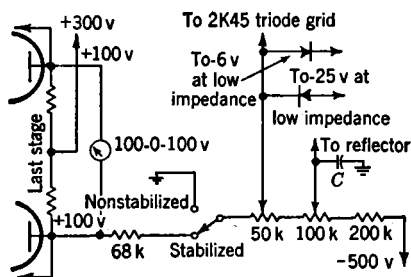 To 2K45 triode grid
+300 v
+100 v
To-6 v
at low
impedance
To-25 v at
low impedance
Last stage
100-0-100 v
To reflector
C
Nonstabilized
+100 v
68 k
Stabilized
50 k
100 k
200 k
-500 v